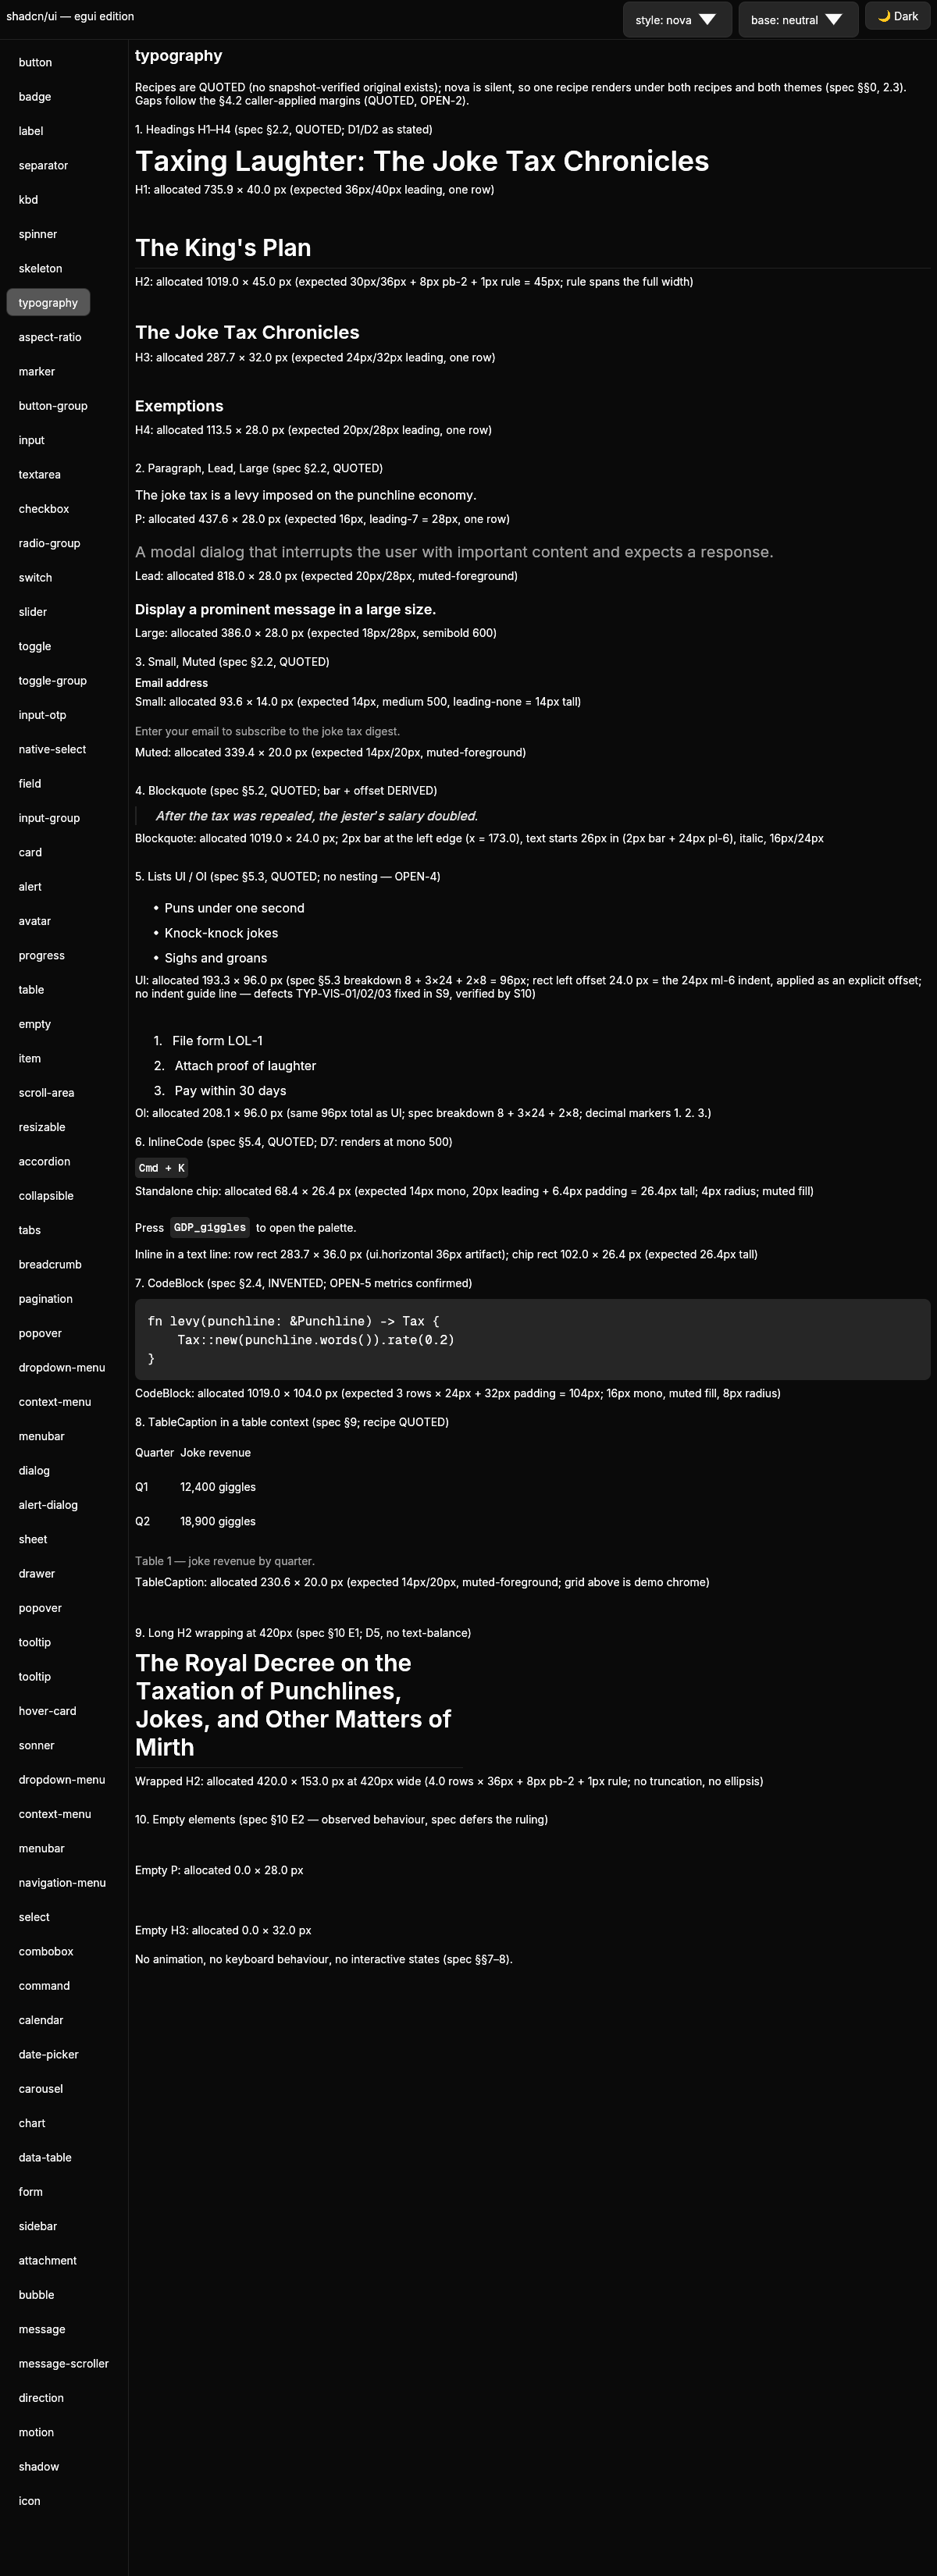 shadcn/ui — egui edition
style: nova
base: neutral
🌙 Dark
button
badge
label
separator
kbd
spinner
skeleton
typography
aspect-ratio
marker
button-group
input
textarea
checkbox
radio-group
switch
slider
toggle
toggle-group
input-otp
native-select
field
input-group
card
alert
avatar
progress
table
empty
item
scroll-area
resizable
accordion
collapsible
tabs
breadcrumb
pagination
popover
dropdown-menu
context-menu
menubar
dialog
alert-dialog
sheet
drawer
popover
tooltip
tooltip
hover-card
sonner
dropdown-menu
context-menu
menubar
navigation-menu
select
combobox
command
calendar
date-picker
carousel
chart
data-table
form
sidebar
attachment
bubble
message
message-scroller
direction
motion
shadow
icon
typography
Recipes are QUOTED (no snapshot-verified original exists); nova is silent, so one recipe renders under both recipes and both themes (spec §§0, 2.3).
Gaps follow the §4.2 caller-applied margins (QUOTED, OPEN-2).
1. Headings H1–H4 (spec §2.2, QUOTED; D1/D2 as stated)
Taxing Laughter: The Joke Tax Chronicles
H1: allocated 735.9 × 40.0 px (expected 36px/40px leading, one row)
The King's Plan
H2: allocated 1019.0 × 45.0 px (expected 30px/36px + 8px pb-2 + 1px rule = 45px; rule spans the full width)
The Joke Tax Chronicles
H3: allocated 287.7 × 32.0 px (expected 24px/32px leading, one row)
Exemptions
H4: allocated 113.5 × 28.0 px (expected 20px/28px leading, one row)
2. Paragraph, Lead, Large (spec §2.2, QUOTED)
The joke tax is a levy imposed on the punchline economy.
P: allocated 437.6 × 28.0 px (expected 16px, leading-7 = 28px, one row)
A modal dialog that interrupts the user with important content and expects a response.
Lead: allocated 818.0 × 28.0 px (expected 20px/28px, muted-foreground)
Display a prominent message in a large size.
Large: allocated 386.0 × 28.0 px (expected 18px/28px, semibold 600)
3. Small, Muted (spec §2.2, QUOTED)
Email address
Small: allocated 93.6 × 14.0 px (expected 14px, medium 500, leading-none = 14px tall)
Enter your email to subscribe to the joke tax digest.
Muted: allocated 339.4 × 20.0 px (expected 14px/20px, muted-foreground)
4. Blockquote (spec §5.2, QUOTED; bar + offset DERIVED)
After the tax was repealed, the jester's salary doubled.
Blockquote: allocated 1019.0 × 24.0 px; 2px bar at the left edge (x = 173.0), text starts 26px in (2px bar + 24px pl-6), italic, 16px/24px
5. Lists Ul / Ol (spec §5.3, QUOTED; no nesting — OPEN-4)
• Puns under one second
• Knock-knock jokes
• Sighs and groans
Ul: allocated 193.3 × 96.0 px (spec §5.3 breakdown 8 + 3×24 + 2×8 = 96px; rect left offset 24.0 px = the 24px ml-6 indent, applied as an explicit offset;
no indent guide line — defects TYP-VIS-01/02/03 fixed in S9, verified by S10)
1. File form LOL-1
2. Attach proof of laughter
3. Pay within 30 days
Ol: allocated 208.1 × 96.0 px (same 96px total as Ul; spec breakdown 8 + 3×24 + 2×8; decimal markers 1. 2. 3.)
6. InlineCode (spec §5.4, QUOTED; D7: renders at mono 500)
Cmd + K
Standalone chip: allocated 68.4 × 26.4 px (expected 14px mono, 20px leading + 6.4px padding = 26.4px tall; 4px radius; muted fill)
Press GDP_giggles to open the palette.
Inline in a text line: row rect 283.7 × 36.0 px (ui.horizontal 36px artifact); chip rect 102.0 × 26.4 px (expected 26.4px tall)
7. CodeBlock (spec §2.4, INVENTED; OPEN-5 metrics confirmed)
fn levy(punchline: &Punchline) -> Tax {
    Tax::new(punchline.words()).rate(0.2)
}
CodeBlock: allocated 1019.0 × 104.0 px (expected 3 rows × 24px + 32px padding = 104px; 16px mono, muted fill, 8px radius)
8. TableCaption in a table context (spec §9; recipe QUOTED)
Quarter Joke revenue
Q1 12,400 giggles
Q2 18,900 giggles
Table 1 — joke revenue by quarter.
TableCaption: allocated 230.6 × 20.0 px (expected 14px/20px, muted-foreground; grid above is demo chrome)
9. Long H2 wrapping at 420px (spec §10 E1; D5, no text-balance)
The Royal Decree on the
Taxation of Punchlines,
Jokes, and Other Matters of
Mirth
Wrapped H2: allocated 420.0 × 153.0 px at 420px wide (4.0 rows × 36px + 8px pb-2 + 1px rule; no truncation, no ellipsis)
10. Empty elements (spec §10 E2 — observed behaviour, spec defers the ruling)
Empty P: allocated 0.0 × 28.0 px
Empty H3: allocated 0.0 × 32.0 px
No animation, no keyboard behaviour, no interactive states (spec §§7–8).